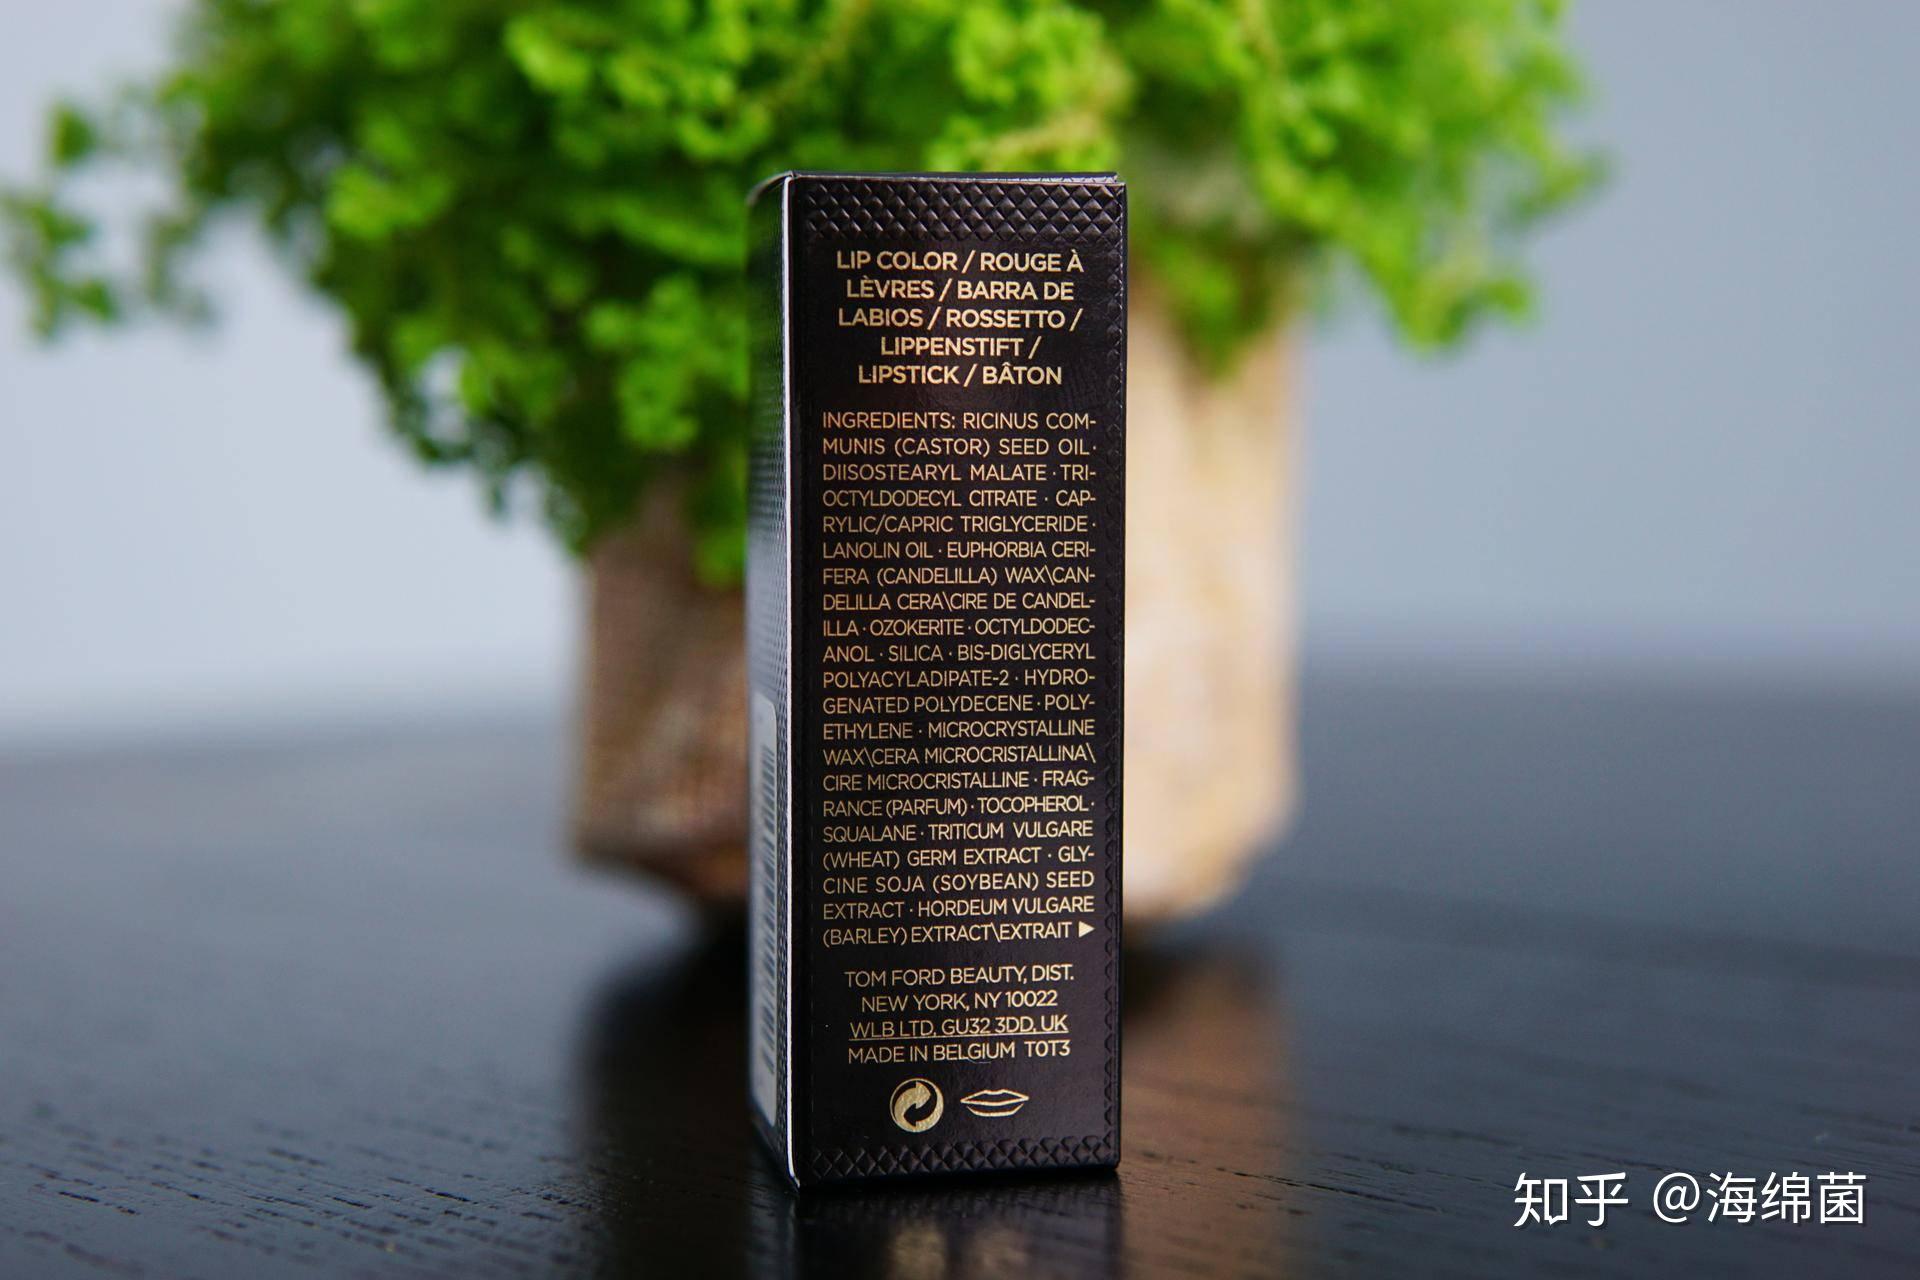 LIP COLOR / ROUGE À
LÈVRES / BARRA DE
LABIOS / ROSSETTO /
LIPPENSTIFT /
LIPSTICK / BÂTON
INGREDIENTS: RICINUS COM-
MUNIS (CASTOR) SEED OIL ·
DIISOSTEARYL MALATE · TRI-
OCTYLDODECYL CITRATE · CAP-
RYLIC/CAPRIC TRIGLYCERIDE ·
LANOLIN OIL · EUPHORBIA CERI-
FERA (CANDELILLA) WAX\CAN-
DELILLA CERA\CIRE DE CANDEL-
ILLA · OZOKERITE · OCTYLDODEC-
ANOL · SILICA · BIS-DIGLYCERYL
POLYACYLADIPATE-2 · HYDRO-
GENATED POLYDECENE · POLY-
ETHYLENE · MICROCRYSTALLINE
WAX\CERA MICROCRISTALLINA\
CIRE MICROCRISTALLINE · FRAG-
RANCE (PARFUM) · TOCOPHEROL ·
SQUALANE · TRITICUM VULGARE
(WHEAT) GERM EXTRACT · GLY-
CINE SOJA (SOYBEAN) SEED
EXTRACT · HORDEUM VULGARE
(BARLEY) EXTRACT\EXTRAIT ▶
TOM FORD BEAUTY, DIST.
NEW YORK, NY 10022
WLB LTD, GU32 3DD, UK
MADE IN BELGIUM T0T3
知乎 @海绵菌